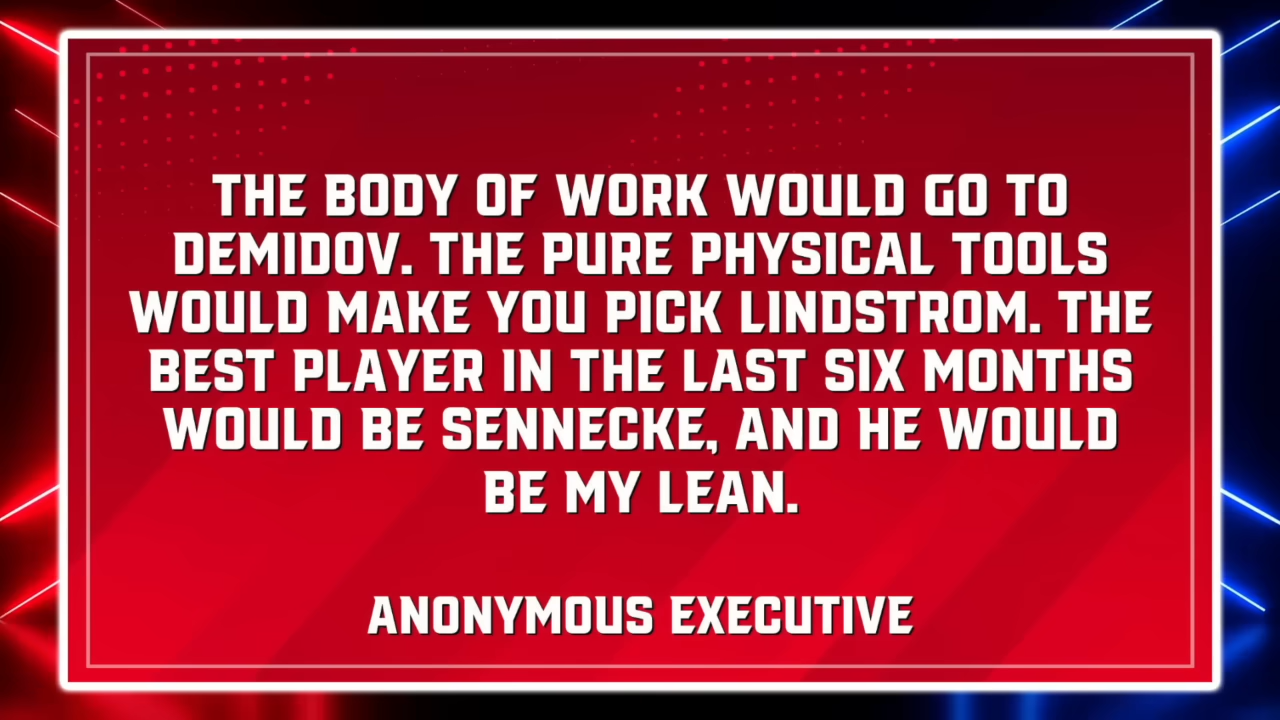 THE BODY OF WORK WOULD GO TO
DEMIDOV. THE PURE PHYSICAL TOOLS
WOULD MAKE YOU PICK LINDSTROM. THE
BEST PLAYER IN THE LAST SIX MONTHS
WOULD BE SENNECKE, AND HE WOULD
BE MY LEAN.
ANONYMOUS EXECUTIVE